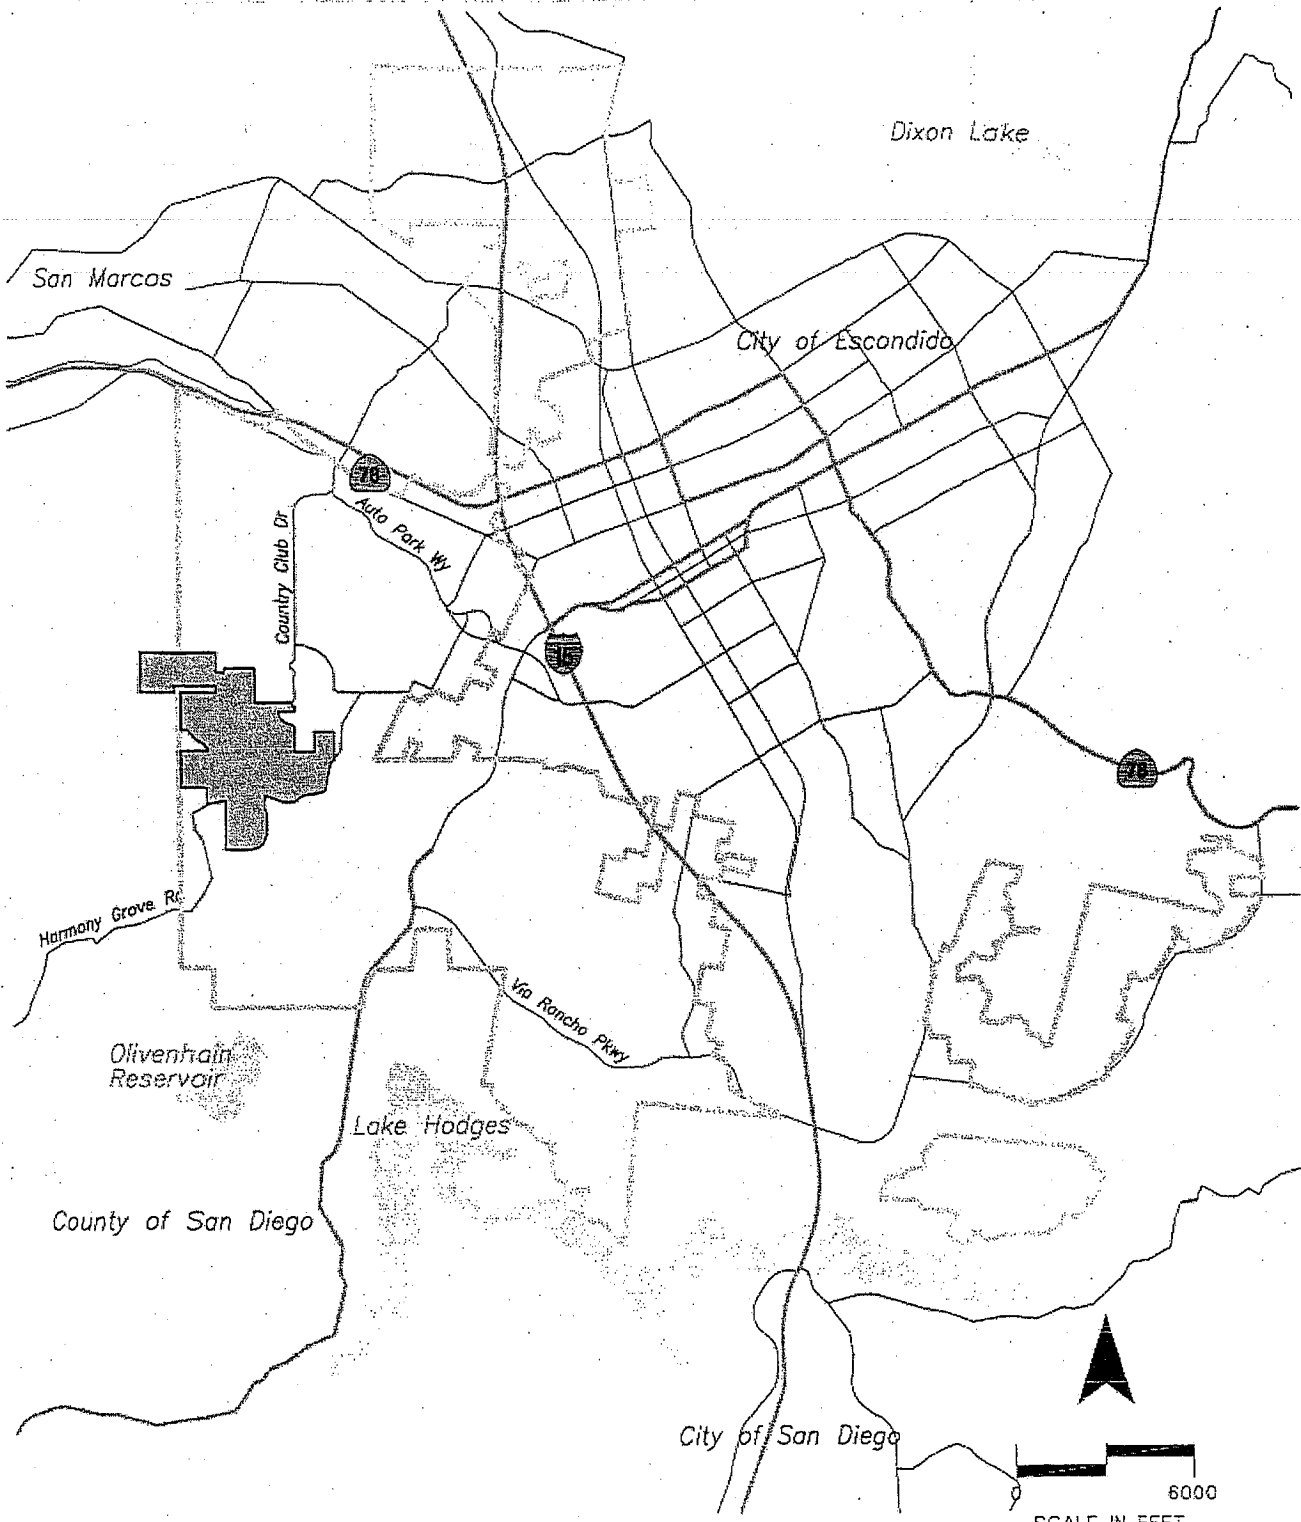 Dixon Lake
San Marcos
City of Escondido
78
Auto Park Wy
Country Club Dr
15
78
Harmony Grove Rd
Via Rancho Pkwy
Olivenhain
Reservoir
Lake Hodges
County of San Diego
City of San Diego
0 6000
SCALE IN FEET